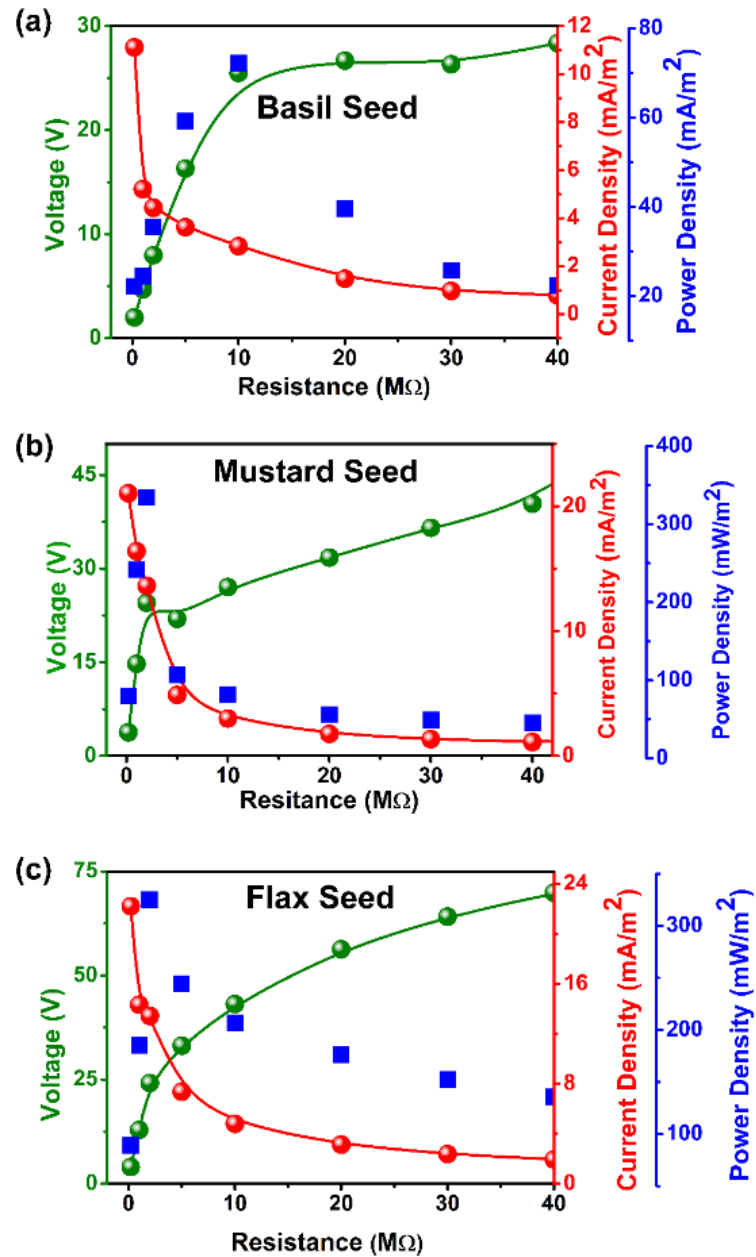 (a)
Basil Seed
Voltage (V)
30
20
10
0
0
10
20
30
40
Resistance (MΩ)
Current Density (mA/m²)
12
10
8
6
4
2
0
Power Density (mA/m²)
80
60
40
20
(b)
Mustard Seed
Voltage (V)
45
30
15
0
0
10
20
30
40
Resitance (MΩ)
Current Density (mA/m²)
20
10
0
Power Density (mW/m²)
400
300
200
100
0
(c)
Flax Seed
Voltage (V)
75
50
25
0
0
10
20
30
40
Resistance (MΩ)
Current Density (mA/m²)
24
16
8
0
Power Density (mW/m²)
300
200
100